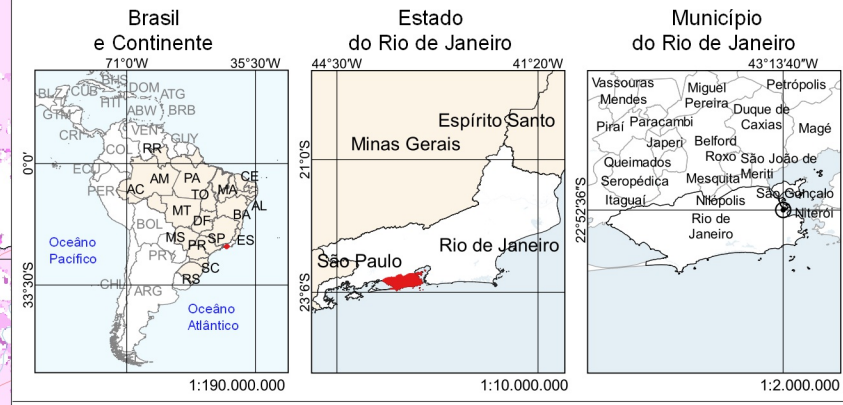 Brasil
e Continente
71°0'W
35°30'W
BHS
DOM
ATG
BLZ
CUB
HTI
ABW
BRB
GTM
VEN
CRI
GUY
COL
RR
0°0'
ECU
AM
PA
CE
PER
AC
TO
MA
AL
MT
BA
BOL
DF
MS
SP
ES
Oceâno
Pacífico
PR
PRY
SC
33°30'S
CHL
RS
ARG
Oceâno
Atlântico
1:190.000.000
Estado
do Rio de Janeiro
44°30'W
41°20'W
Espírito Santo
Minas Gerais
21°0'S
Rio de Janeiro
São Paulo
23°6'S
1:10.000.000
Município
do Rio de Janeiro
43°13'40"W
Vassouras
Mendes
Miguel
Pereira
Petrópolis
Duque de
Caxias
Piraí
Paracambi
Magé
Japeri
Belford
Roxo
Queimados
São João de
Meriti
Seropédica
Mesquita
São Gonçalo
Itaguaí
Nilópolis
Niterói
22°52'36"S
Rio de
Janeiro
1:2.000.000